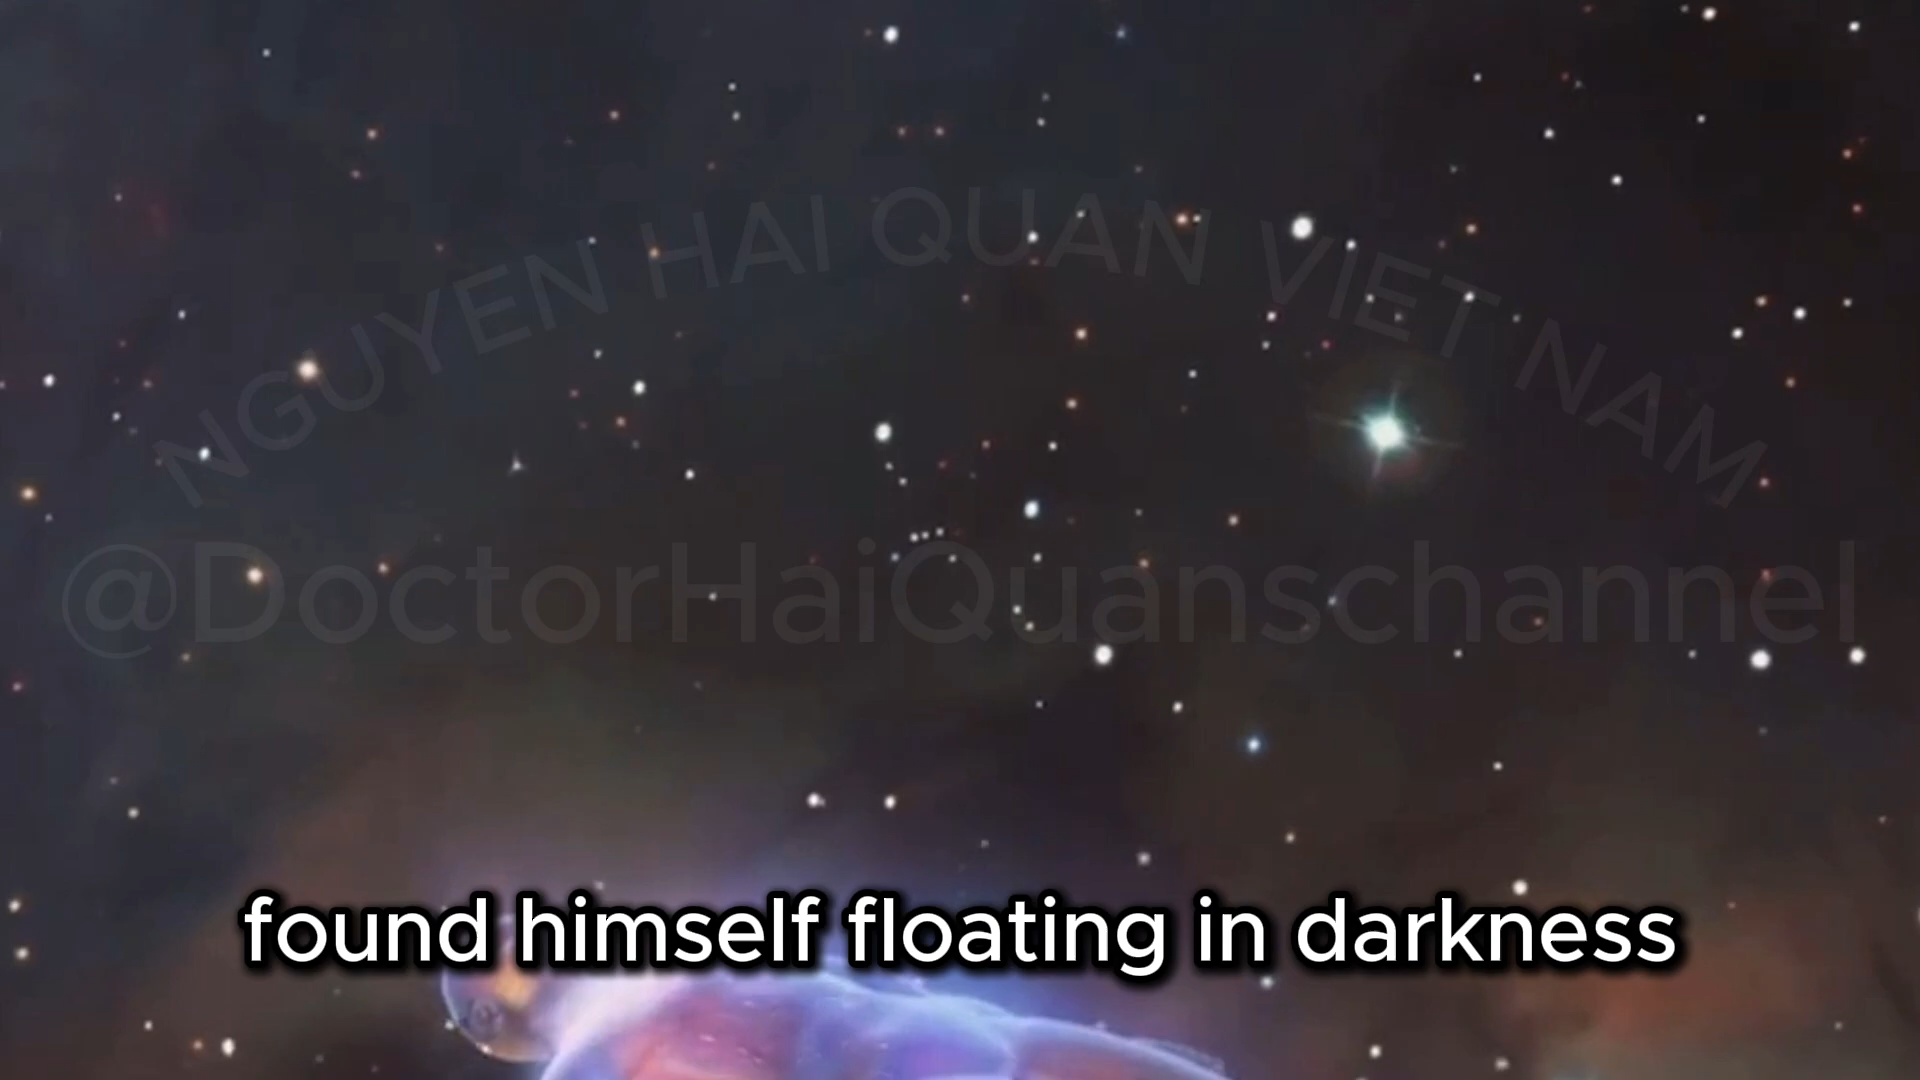 NGUYEN HAI QUAN VIET NAM
@DoctorHaiQuanschannel
found himself floating in darkness